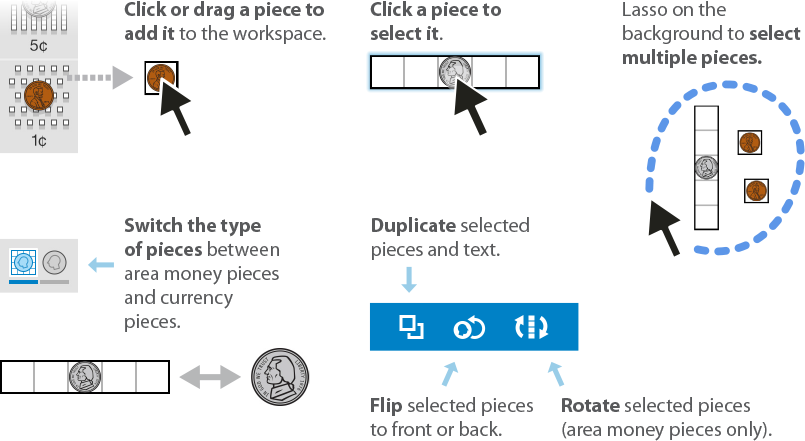 Click or drag a piece to
add it to the workspace.
5¢
1¢
Click a piece to
select it.
Lasso on the
background to select
multiple pieces.
Switch the type
of pieces between
area money pieces
and currency
pieces.
Duplicate selected
pieces and text.
Flip selected pieces
to front or back.
Rotate selected pieces
(area money pieces only).